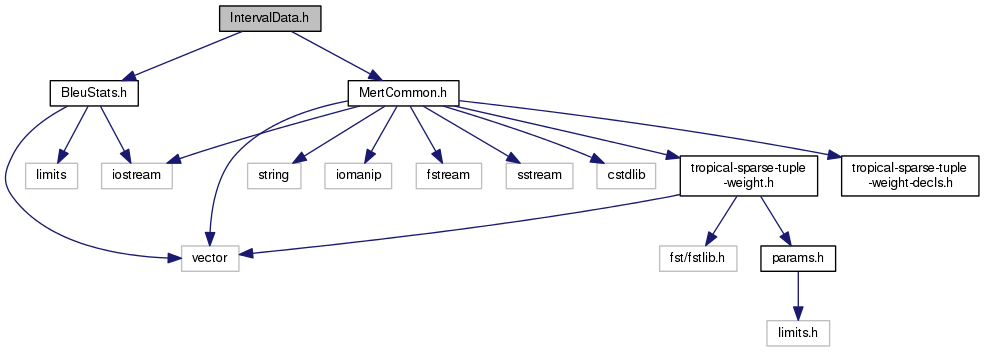 IntervalData.h
BleuStats.h
MertCommon.h
limits
iostream
string
iomanip
fstream
sstream
cstdlib
tropical-sparse-tuple
-weight.h
tropical-sparse-tuple
-weight-decls.h
vector
fst/fstlib.h
params.h
limits.h